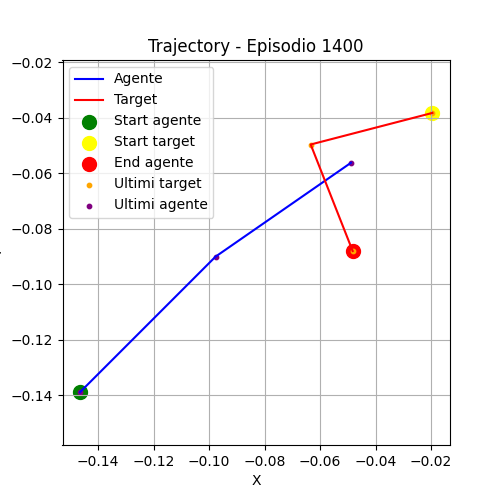 Trajectory - Episodio 1400
−0.02
−0.04
−0.06
−0.08
−0.10
−0.12
−0.14
Agente
Target
Start agente
Start target
End agente
Ultimi target
Ultimi agente
−0.14 −0.12 −0.10 −0.08 −0.06 −0.04 −0.02
X